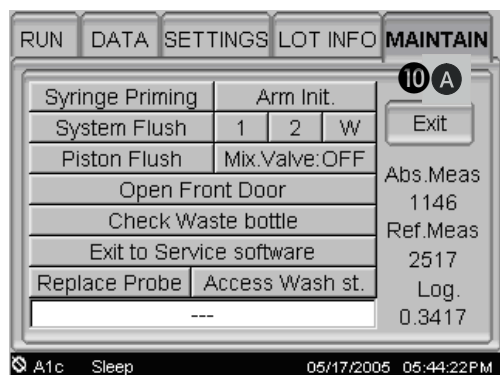 RUN DATA SETTINGS LOT INFO MAINTAIN
10 A
Syringe Priming Arm Init.
System Flush 1 2 W Exit
Piston Flush Mix.Valve:OFF
Open Front Door Abs.Meas
1146
Check Waste bottle Ref.Meas
Exit to Service software 2517
Replace Probe Access Wash st. Log.
--- 0.3417
A1c Sleep 05/17/2005 05:44:22PM